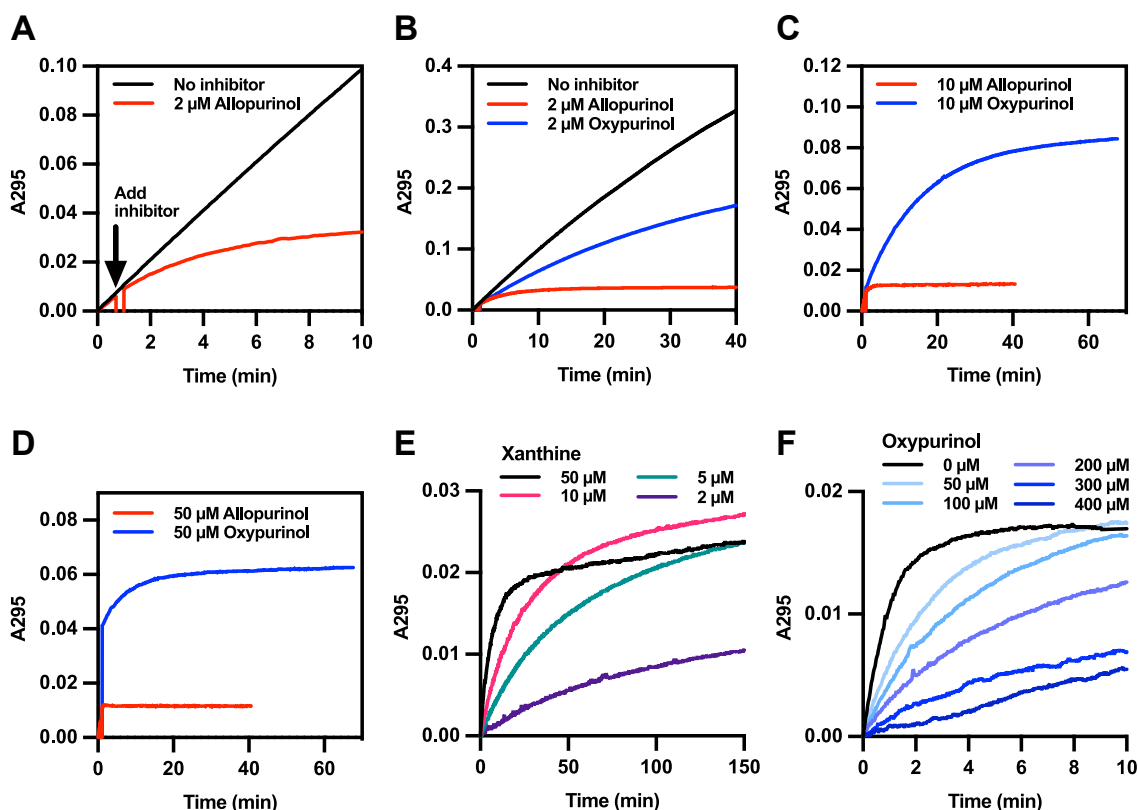 A
0.10
0.08
0.06
0.04
0.02
0.00
A295
No inhibitor
2 µM Allopurinol
Add
inhibitor
0 2 4 6 8 10
Time (min)
B
0.4
0.3
0.2
0.1
0.0
A295
No inhibitor
2 µM Allopurinol
2 µM Oxypurinol
0 10 20 30 40
Time (min)
C
0.12
0.10
0.08
0.06
0.04
0.02
0.00
A295
10 µM Allopurinol
10 µM Oxypurinol
0 20 40 60
Time (min)
D
0.08
0.06
0.04
0.02
0.00
A295
50 µM Allopurinol
50 µM Oxypurinol
0 20 40 60
Time (min)
E
Xanthine
50 µM 5 µM
10 µM 2 µM
0.03
0.02
0.01
0.00
A295
0 50 100 150
Time (min)
F
Oxypurinol
0 µM 200 µM
50 µM 300 µM
100 µM 400 µM
0.02
0.01
0.00
A295
0 2 4 6 8 10
Time (min)